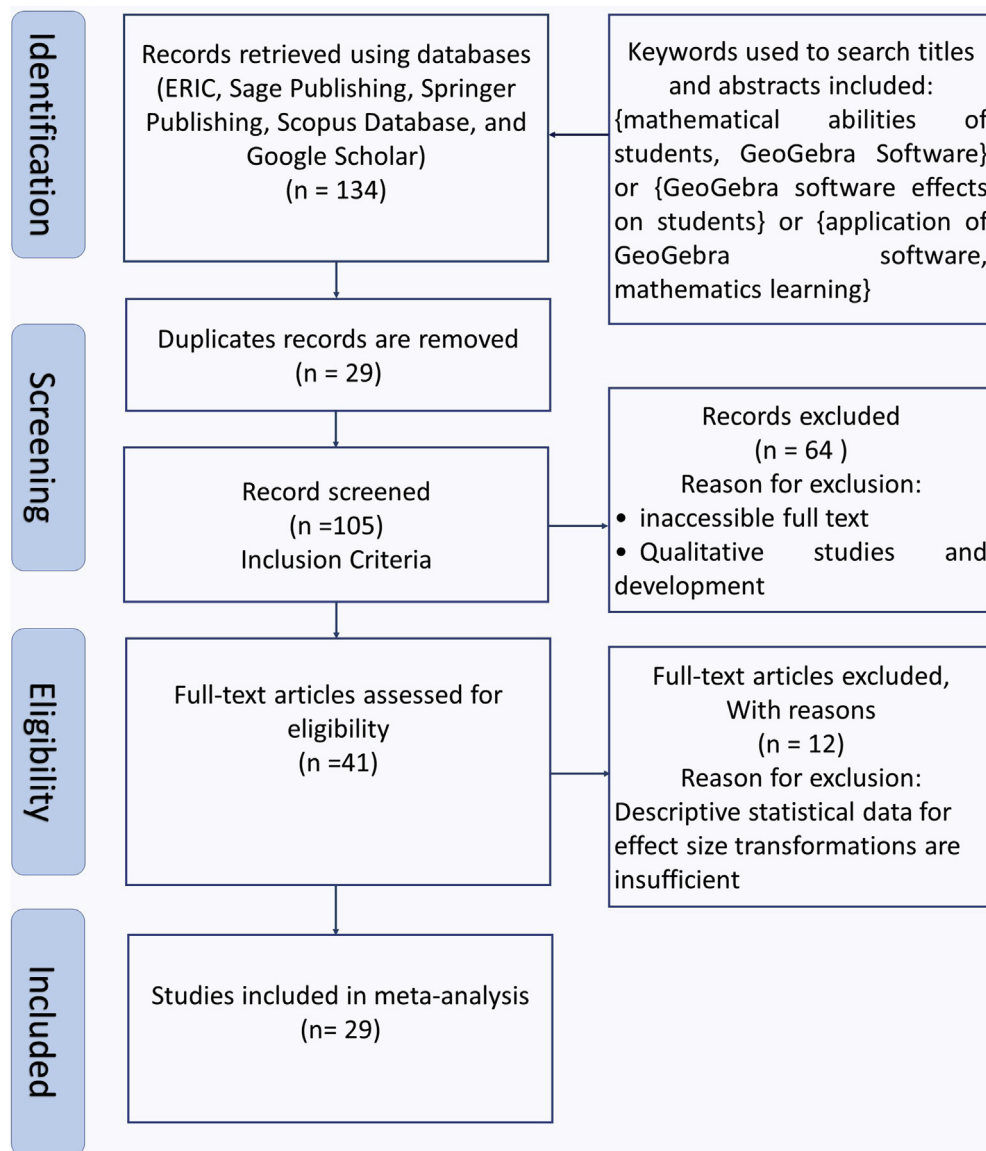 Identification
Records retrieved using databases
(ERIC, Sage Publishing, Springer
Publishing, Scopus Database, and
Google Scholar)
(n = 134)
Keywords used to search titles
and abstracts included:
{mathematical abilities of
students, GeoGebra Software}
or {GeoGebra software effects
on students} or {application of
GeoGebra software,
mathematics learning}
Screening
Duplicates records are removed
(n = 29)
Record screened
(n =105)
Inclusion Criteria
Records excluded
(n = 64 )
Reason for exclusion:
• inaccessible full text
• Qualitative studies and
development
Eligibility
Full-text articles assessed for
eligibility
(n =41)
Full-text articles excluded,
With reasons
(n = 12)
Reason for exclusion:
Descriptive statistical data for
effect size transformations are
insufficient
Included
Studies included in meta-analysis
(n= 29)